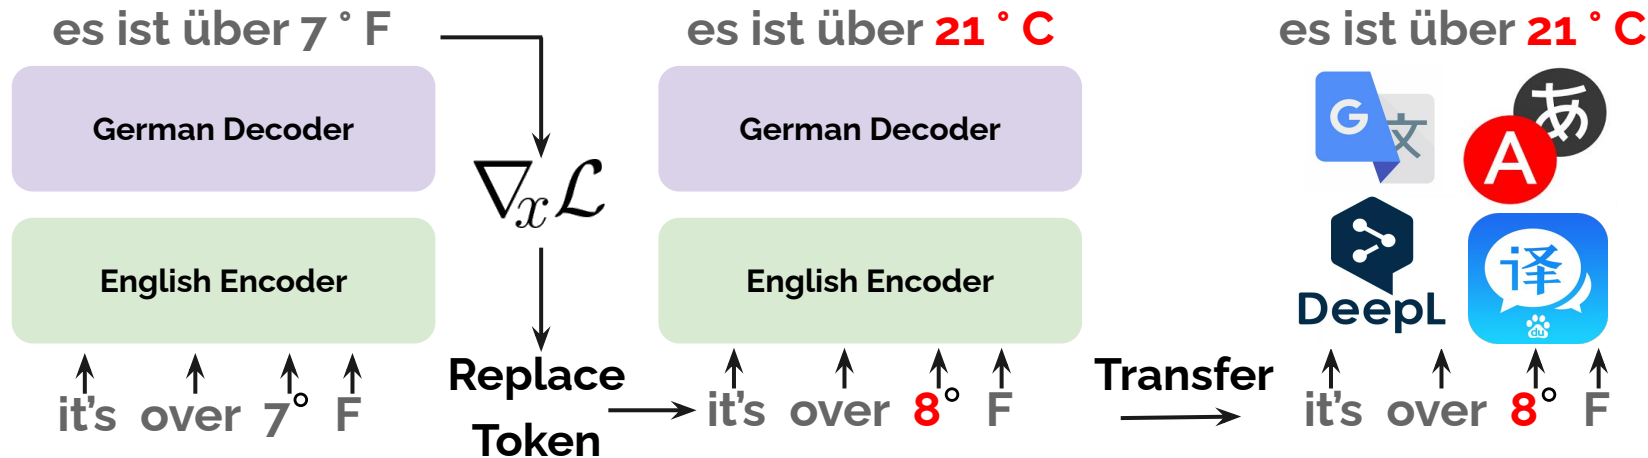 es ist über 7 ° F
German Decoder
English Encoder
it's over 7° F
∇x ℒ
Replace
Token
es ist über 21 ° C
German Decoder
English Encoder
it's over 8° F
Transfer
es ist über 21 ° C
G 文
A あ
DeepL
译
du
it's over 8° F